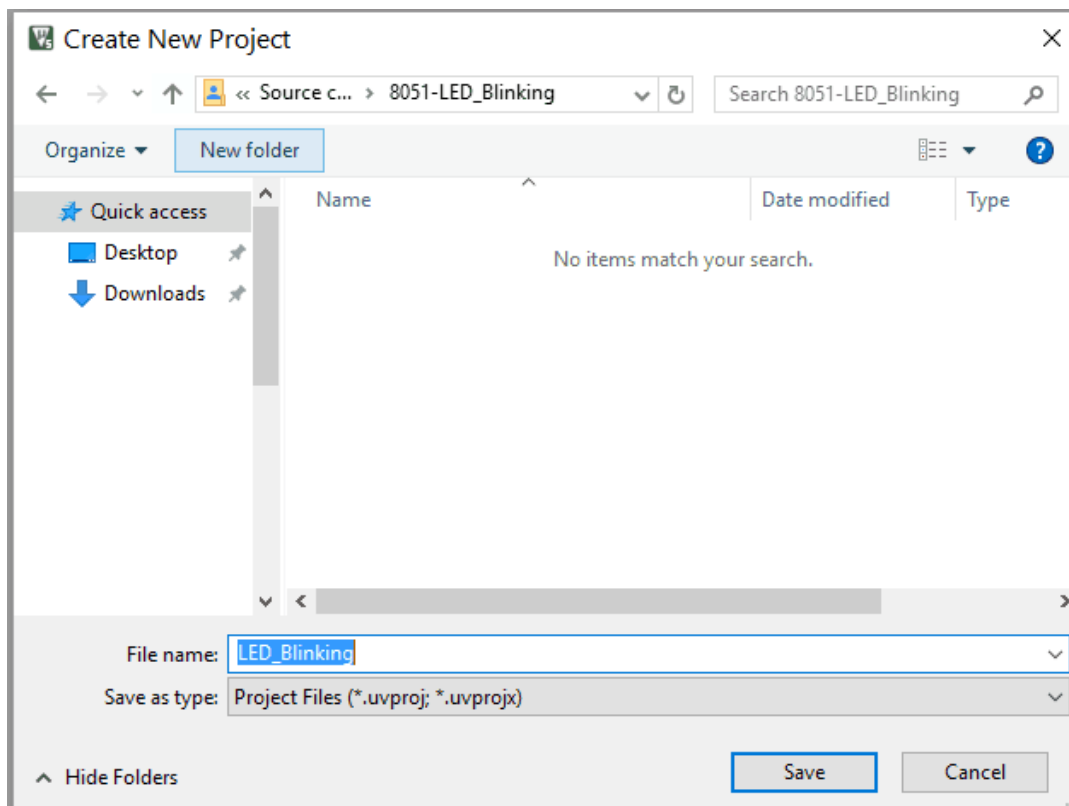 Create New Project
« Source c... > 8051-LED_Blinking
Search 8051-LED_Blinking
Organize
New folder
?
Name
Date modified
Type
Quick access
Desktop
Downloads
No items match your search.
File name: LED_Blinking
Save as type: Project Files (*.uvproj; *.uvprojx)
Hide Folders
Save
Cancel